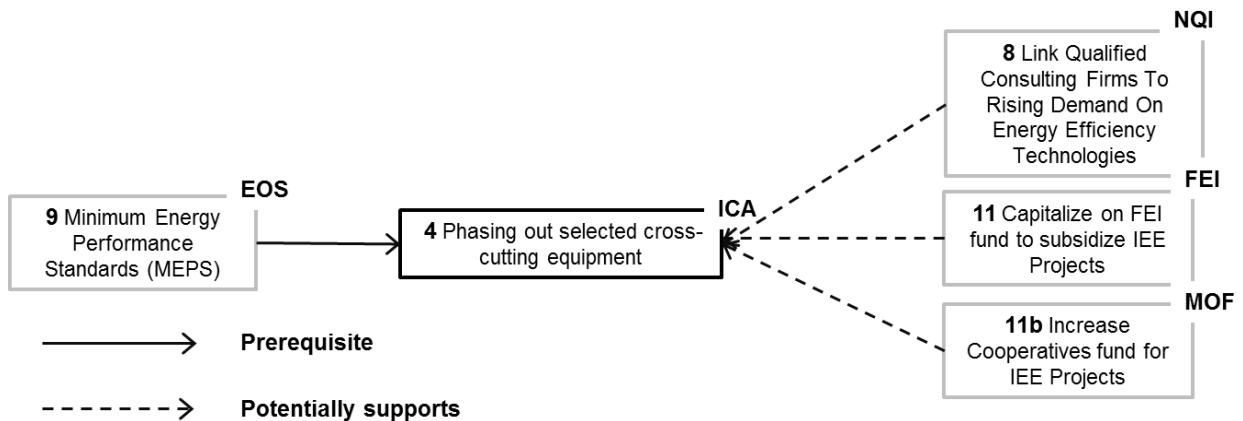 NQI
8 Link Qualified
Consulting Firms To
Rising Demand On
Energy Efficiency
Technologies
EOS
9 Minimum Energy
Performance
Standards (MEPS)
ICA
4 Phasing out selected cross-
cutting equipment
FEI
11 Capitalize on FEI
fund to subsidize IEE
Projects
MOF
11b Increase
Cooperatives fund for
IEE Projects
Prerequisite
Potentially supports